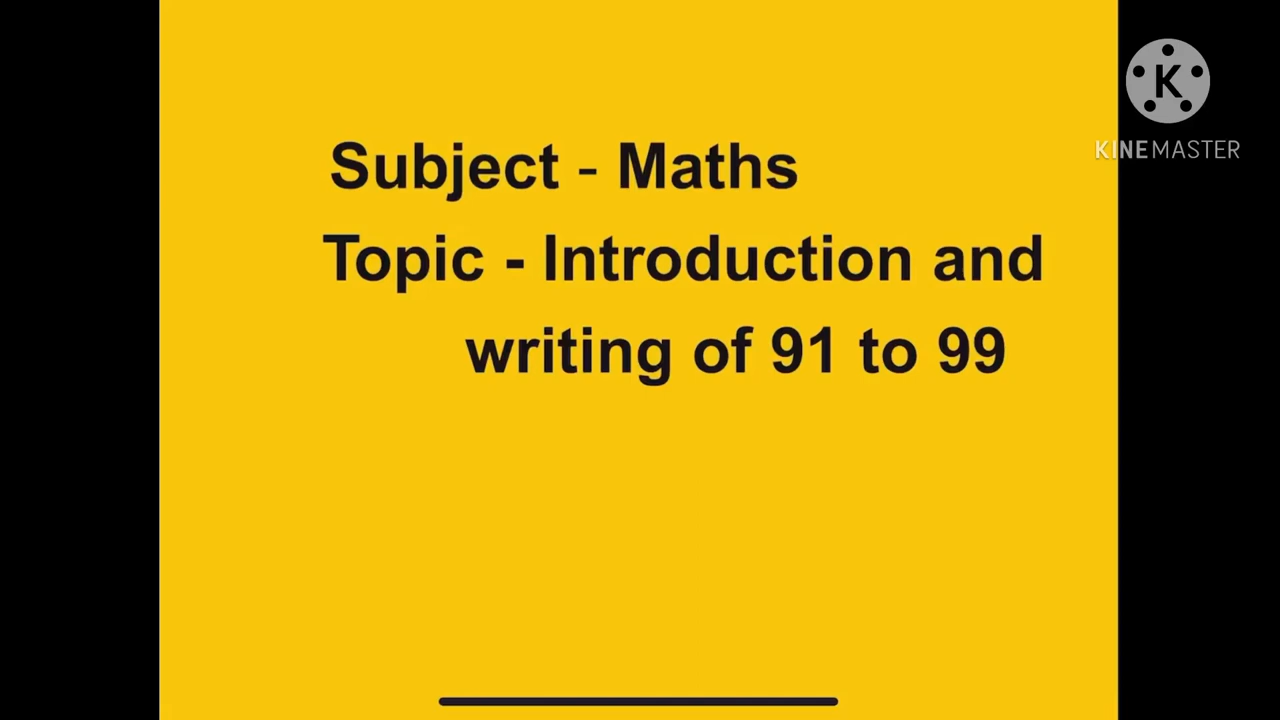 Subject - Maths
Topic - Introduction and
writing of 91 to 99
K
KINEMASTER